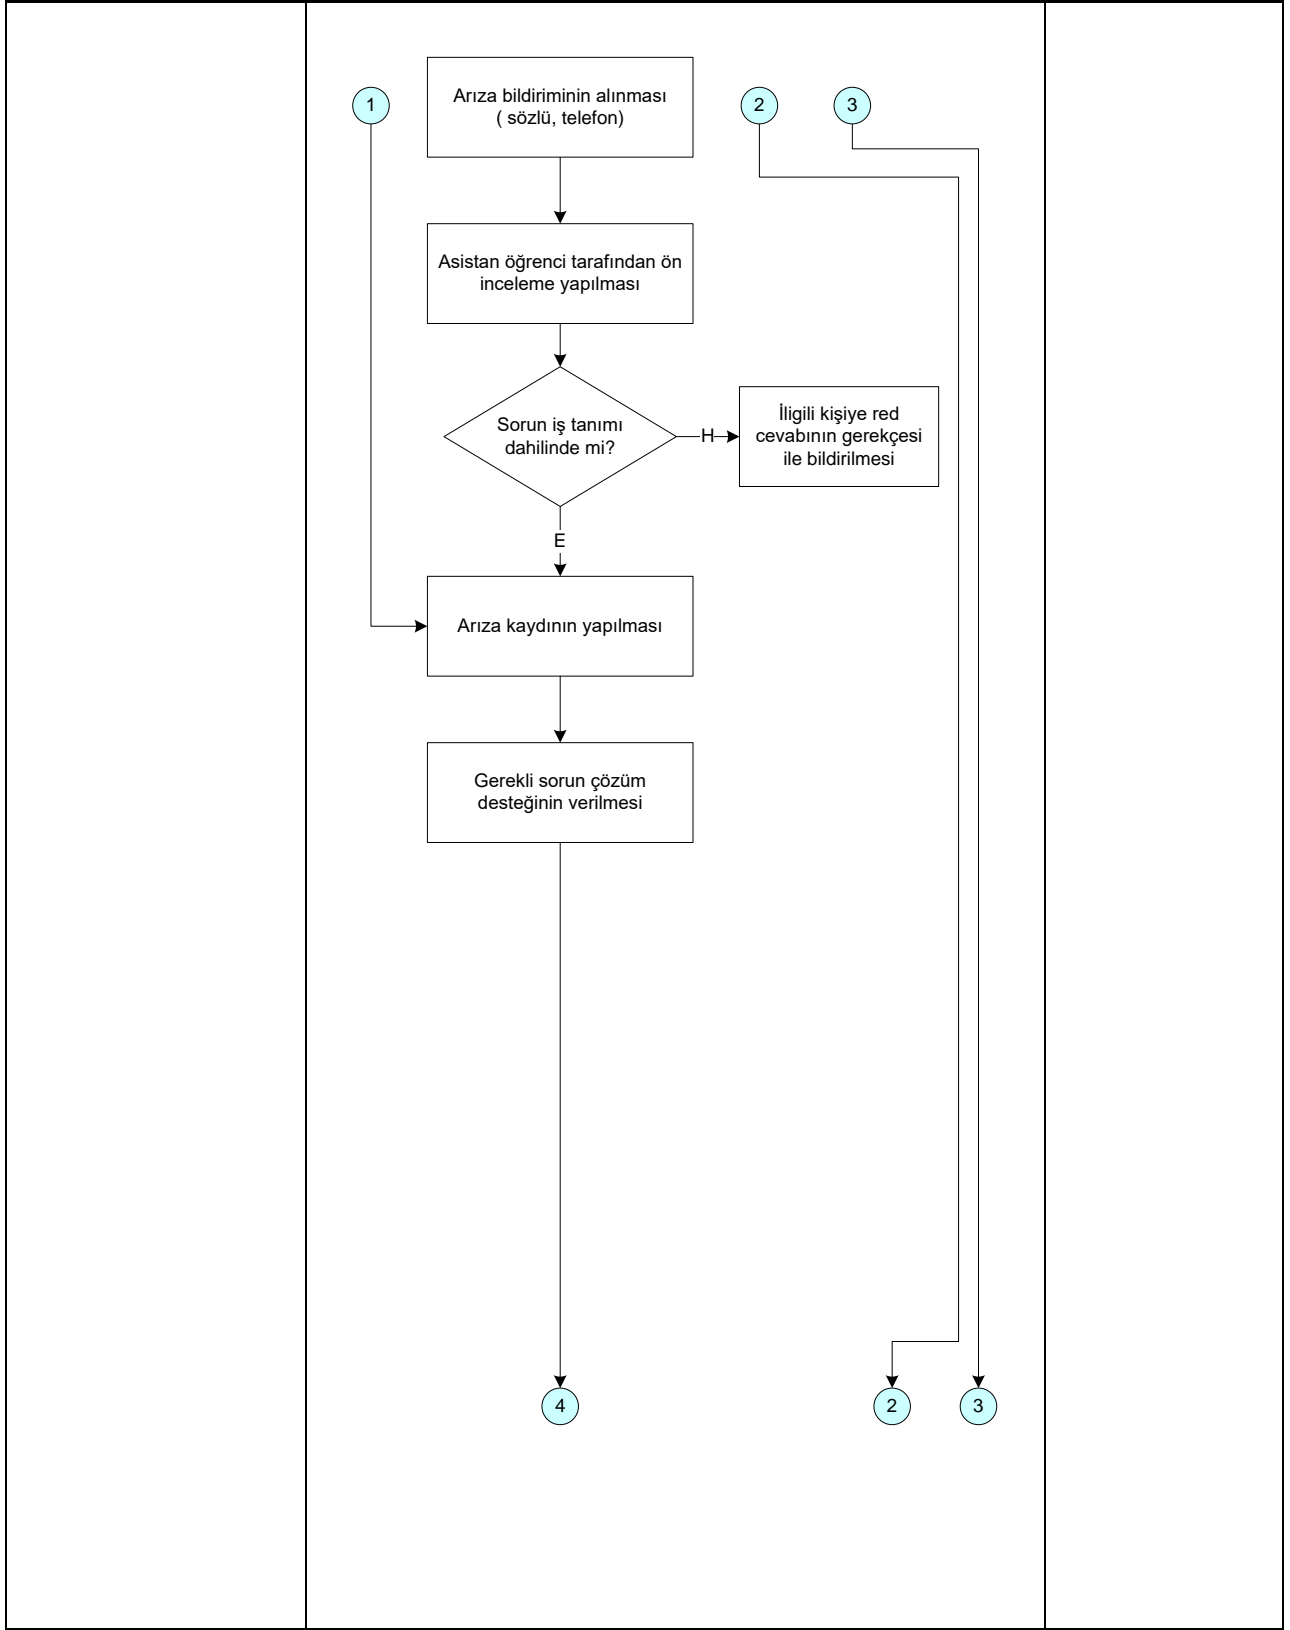 1
Arıza bildiriminin alınması
( sözlü, telefon)
2
3
Asistan öğrenci tarafından ön
inceleme yapılması
Sorun iş tanımı
dahilinde mi?
H
İligili kişiye red
cevabının gerekçesi
ile bildirilmesi
E
Arıza kaydının yapılması
Gerekli sorun çözüm
desteğinin verilmesi
4
2
3